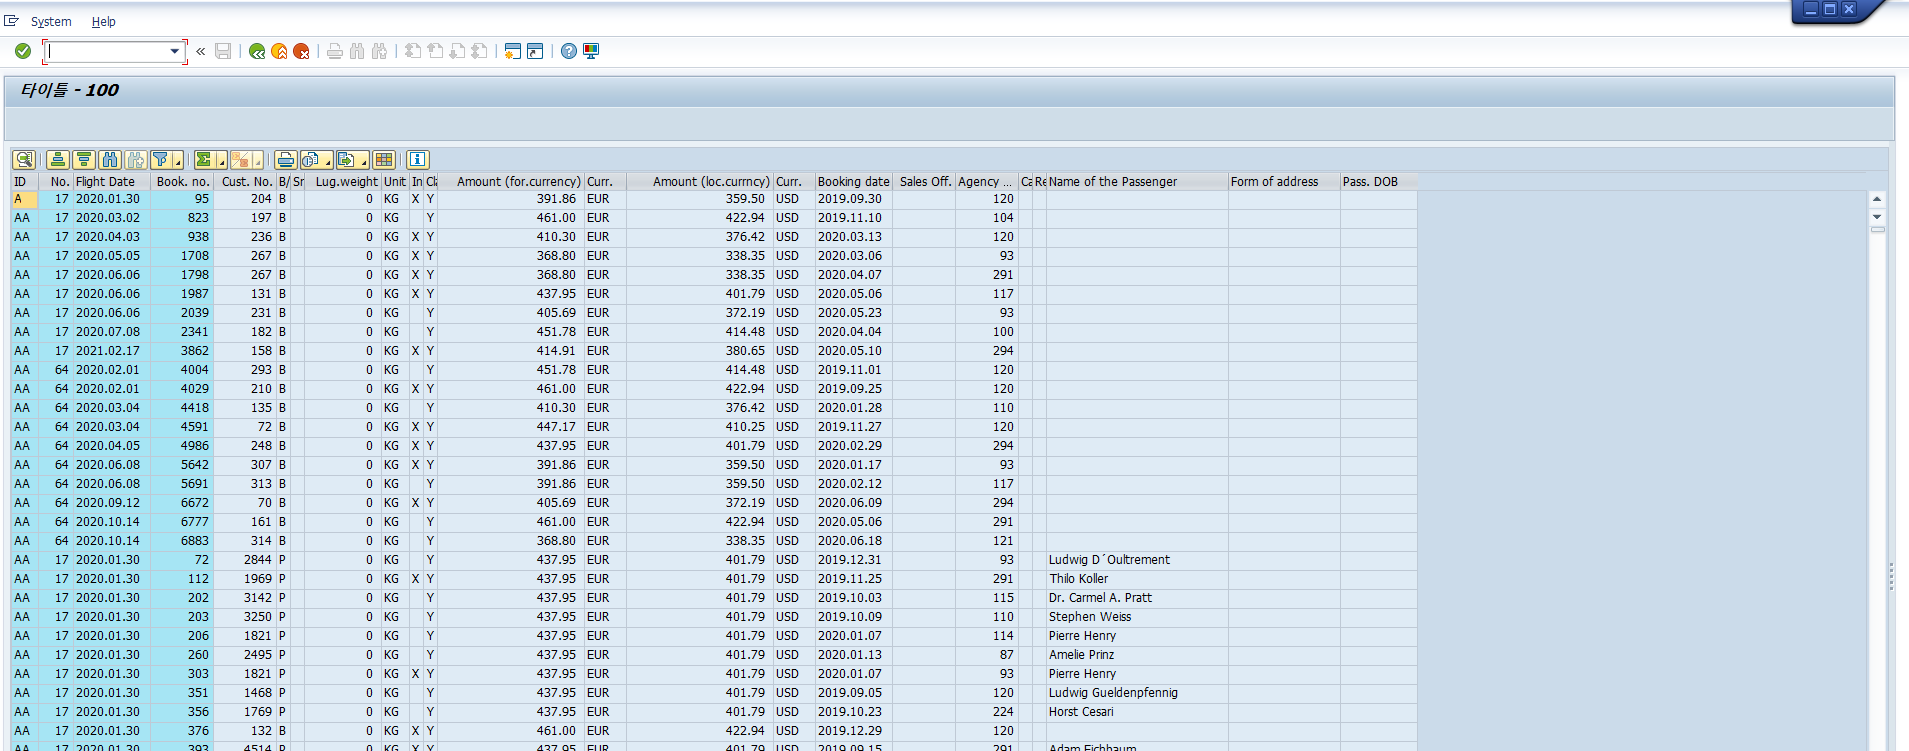 System Help
«
타이틀 - 100
ID No. Flight Date Book. no. Cust. No. B/ Sr Lug.weight Unit In Cla Amount (for.currency) Curr. Amount (loc.currncy) Curr. Booking date Sales Off. Agency ... Ca Re Name of the Passenger Form of address Pass. DOB
A 17 2020.01.30 95 204 B 0 KG X Y 391.86 EUR 359.50 USD 2019.09.30 120
AA 17 2020.03.02 823 197 B 0 KG Y 461.00 EUR 422.94 USD 2019.11.10 104
AA 17 2020.04.03 938 236 B 0 KG X Y 410.30 EUR 376.42 USD 2020.03.13 120
AA 17 2020.05.05 1708 267 B 0 KG X Y 368.80 EUR 338.35 USD 2020.03.06 93
AA 17 2020.06.06 1798 267 B 0 KG X Y 368.80 EUR 338.35 USD 2020.04.07 291
AA 17 2020.06.06 1987 131 B 0 KG X Y 437.95 EUR 401.79 USD 2020.05.06 117
AA 17 2020.06.06 2039 231 B 0 KG Y 405.69 EUR 372.19 USD 2020.05.23 93
AA 17 2020.07.08 2341 182 B 0 KG Y 451.78 EUR 414.48 USD 2020.04.04 100
AA 17 2021.02.17 3862 158 B 0 KG X Y 414.91 EUR 380.65 USD 2020.05.10 294
AA 64 2020.02.01 4004 293 B 0 KG Y 451.78 EUR 414.48 USD 2019.11.01 120
AA 64 2020.02.01 4029 210 B 0 KG X Y 461.00 EUR 422.94 USD 2019.09.25 120
AA 64 2020.03.04 4418 135 B 0 KG Y 410.30 EUR 376.42 USD 2020.01.28 110
AA 64 2020.03.04 4591 72 B 0 KG X Y 447.17 EUR 410.25 USD 2019.11.27 120
AA 64 2020.04.05 4986 248 B 0 KG X Y 437.95 EUR 401.79 USD 2020.02.29 294
AA 64 2020.06.08 5642 307 B 0 KG X Y 391.86 EUR 359.50 USD 2020.01.17 93
AA 64 2020.06.08 5691 313 B 0 KG Y 391.86 EUR 359.50 USD 2020.02.12 117
AA 64 2020.09.12 6672 70 B 0 KG X Y 405.69 EUR 372.19 USD 2020.06.09 294
AA 64 2020.10.14 6777 161 B 0 KG Y 461.00 EUR 422.94 USD 2020.05.06 291
AA 64 2020.10.14 6883 314 B 0 KG Y 368.80 EUR 338.35 USD 2020.06.18 121
AA 17 2020.01.30 72 2844 P 0 KG Y 437.95 EUR 401.79 USD 2019.12.31 93 Ludwig D´Oultrement
AA 17 2020.01.30 112 1969 P 0 KG X Y 437.95 EUR 401.79 USD 2019.11.25 291 Thilo Koller
AA 17 2020.01.30 202 3142 P 0 KG Y 437.95 EUR 401.79 USD 2019.10.03 115 Dr. Carmel A. Pratt
AA 17 2020.01.30 203 3250 P 0 KG Y 437.95 EUR 401.79 USD 2019.10.09 110 Stephen Weiss
AA 17 2020.01.30 206 1821 P 0 KG Y 437.95 EUR 401.79 USD 2020.01.07 114 Pierre Henry
AA 17 2020.01.30 260 2495 P 0 KG Y 437.95 EUR 401.79 USD 2020.01.13 87 Amelie Prinz
AA 17 2020.01.30 303 1821 P 0 KG X Y 437.95 EUR 401.79 USD 2020.01.07 93 Pierre Henry
AA 17 2020.01.30 351 1468 P 0 KG Y 437.95 EUR 401.79 USD 2019.09.05 120 Ludwig Gueldenpfennig
AA 17 2020.01.30 356 1769 P 0 KG Y 437.95 EUR 401.79 USD 2019.10.23 224 Horst Cesari
AA 17 2020.01.30 376 132 B 0 KG X Y 461.00 EUR 422.94 USD 2019.12.29 120
AA 17 2020.01.30 393 4514 P 0 KG X Y 437.95 EUR 401.79 USD 2019.09.15 291 Adam Eichbaum